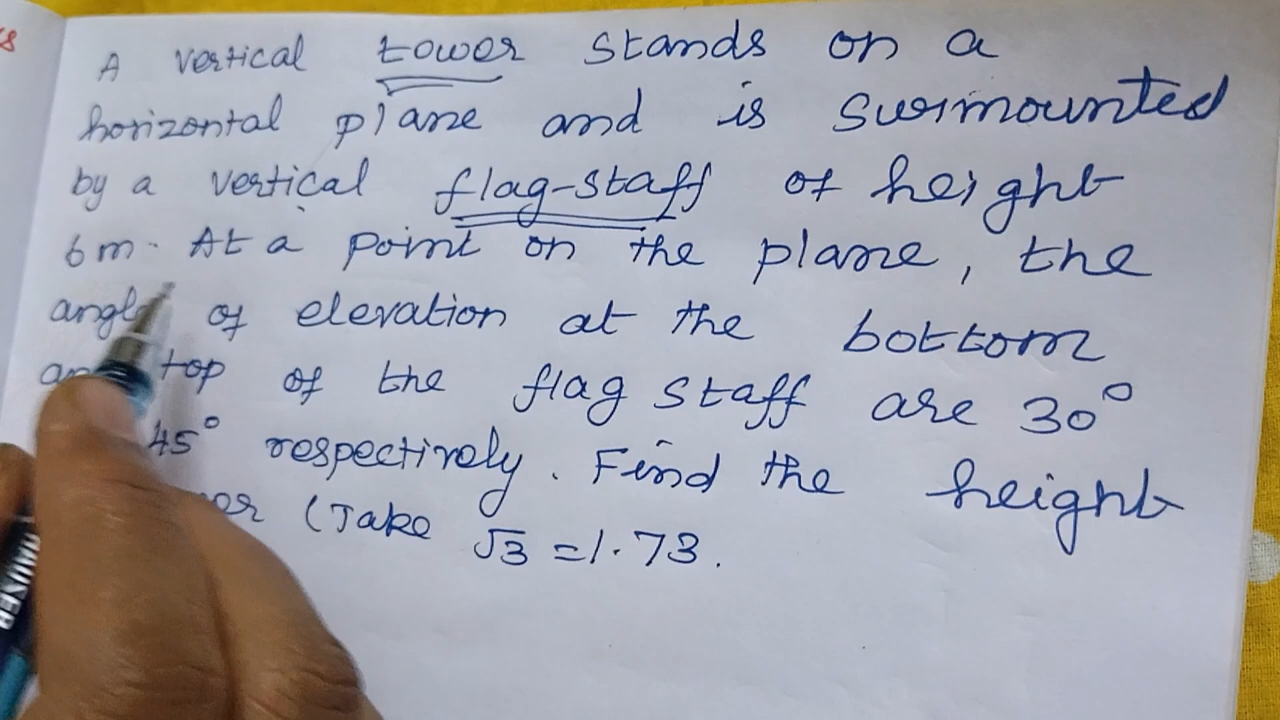 A vertical tower stands on a
horizontal plane and is surmounted
by a vertical flag-staff of height
6m. At a point on the plane, the
angle of elevation at the bottom
top of the flag staff are 30°
45° respectively. Find the height
(Take √3 = 1.73.